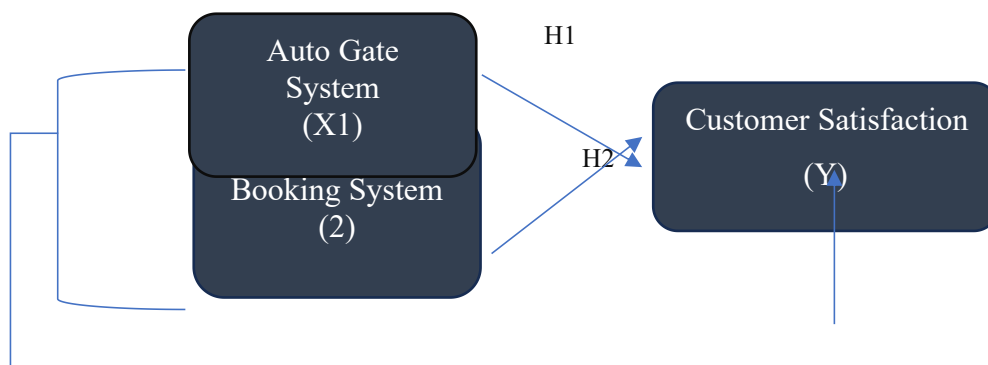 H1
Auto Gate
System
(X1)
Customer Satisfaction
(Y)
H2
Booking System
(2)